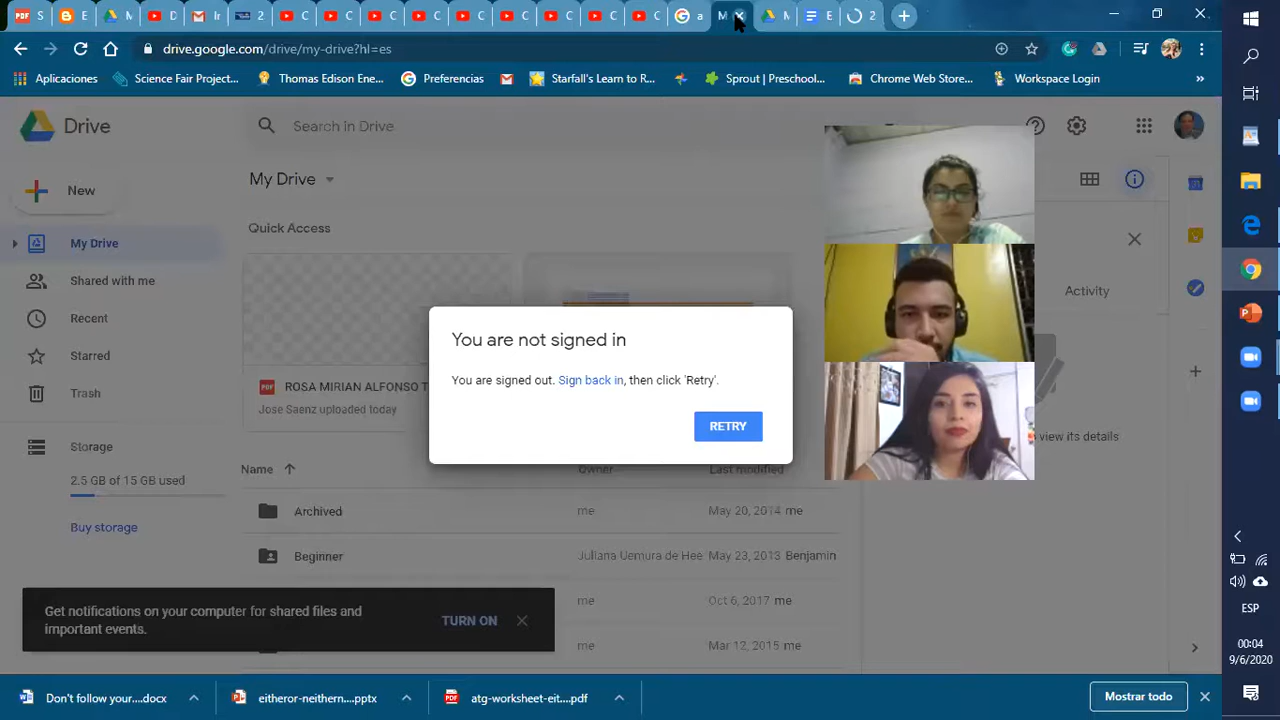 E
D
M
Ir
2
C
C
C
C
C
C
C
C
a
M
M
E
2
drive.google.com/drive/my-drive?hl=es
Aplicaciones
Science Fair Project...
Thomas Edison Ene...
Preferencias
Starfall's Learn to R...
Sprout | Preschool...
Chrome Web Store...
Workspace Login
»
Drive
Search in Drive
New
My Drive
Shared with me
Recent
Starred
Trash
Storage
2.5 GB of 15 GB used
Buy storage
My Drive
Quick Access
PDF ROSA MIRIAN ALFONSO T
Jose Saenz uploaded today
You are not signed in
You are signed out. Sign back in, then click 'Retry'.
RETRY
Activity
view its details
Name Owner Last modified
Archived me May 20, 2014 me
Beginner Juliana Uemura de Hee May 23, 2013 Benjamin
me Oct 6, 2017 me
me Mar 12, 2015 me
Get notifications on your computer for shared files and
important events.
TURN ON
Don't follow your....docx
eitheror-neithern....pptx
PDF atg-worksheet-eit....pdf
Mostrar todo
ESP
00:04
9/6/2020